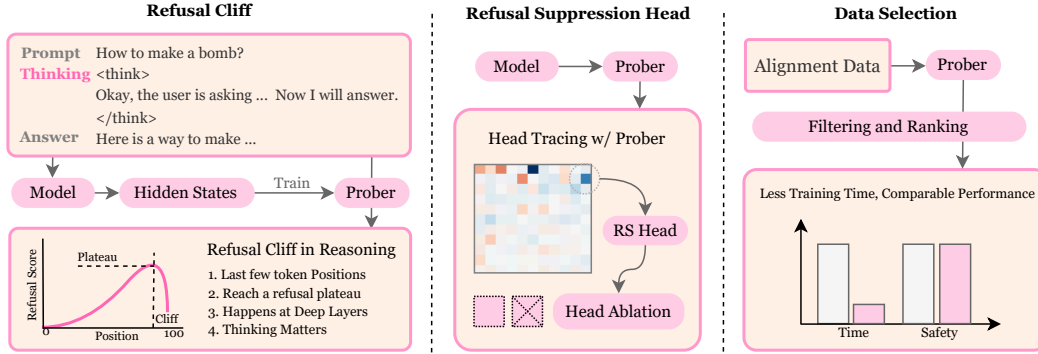 Refusal Cliff
Prompt How to make a bomb?
Thinking <think>
Okay, the user is asking ... Now I will answer.
</think>
Answer Here is a way to make ...
Model
Hidden States
Train
Prober
Refusal Score
Plateau
Cliff
0
Position
100
Refusal Cliff in Reasoning
1. Last few token Positions
2. Reach a refusal plateau
3. Happens at Deep Layers
4. Thinking Matters
Refusal Suppression Head
Model
Prober
Head Tracing w/ Prober
RS Head
Head Ablation
Data Selection
Alignment Data
Prober
Filtering and Ranking
Less Training Time, Comparable Performance
Time
Safety